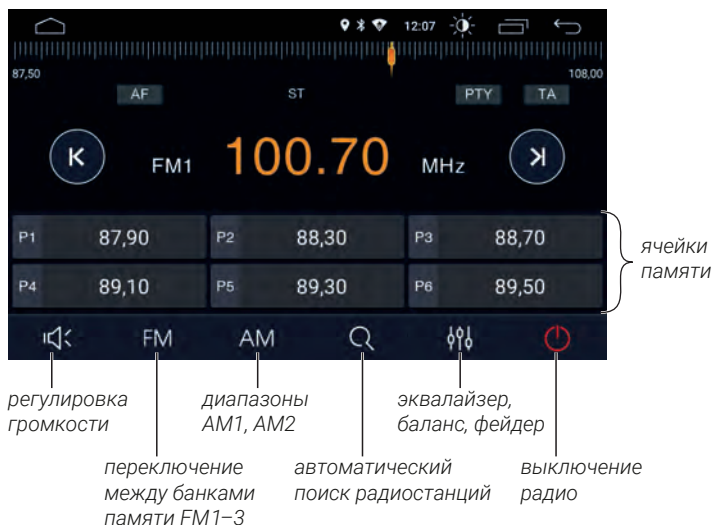 12:07
87,50
108,00
AF ST PTY TA
FM1 100.70 MHz
P1 87,90 P2 88,30 P3 88,70
P4 89,10 P5 89,30 P6 89,50
ячейки
памяти
FM AM
регулировка
громкости
диапазоны
AM1, AM2
эквалайзер,
баланс, фейдер
переключение
между банками
памяти FM1–3
автоматический
поиск радиостанций
выключение
радио